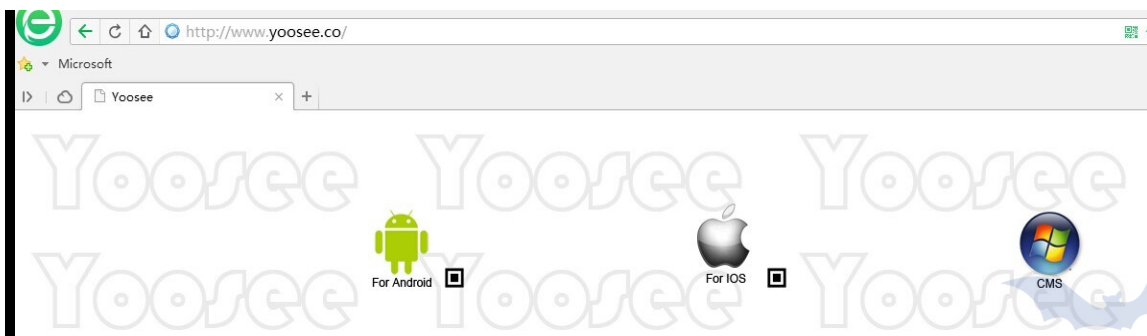 http://www.yoosee.co/
Microsoft
Yoosee
Yoosee Yoosee Yoosee
For Android
For IOS
CMS
Yoosee Yoosee Yoosee